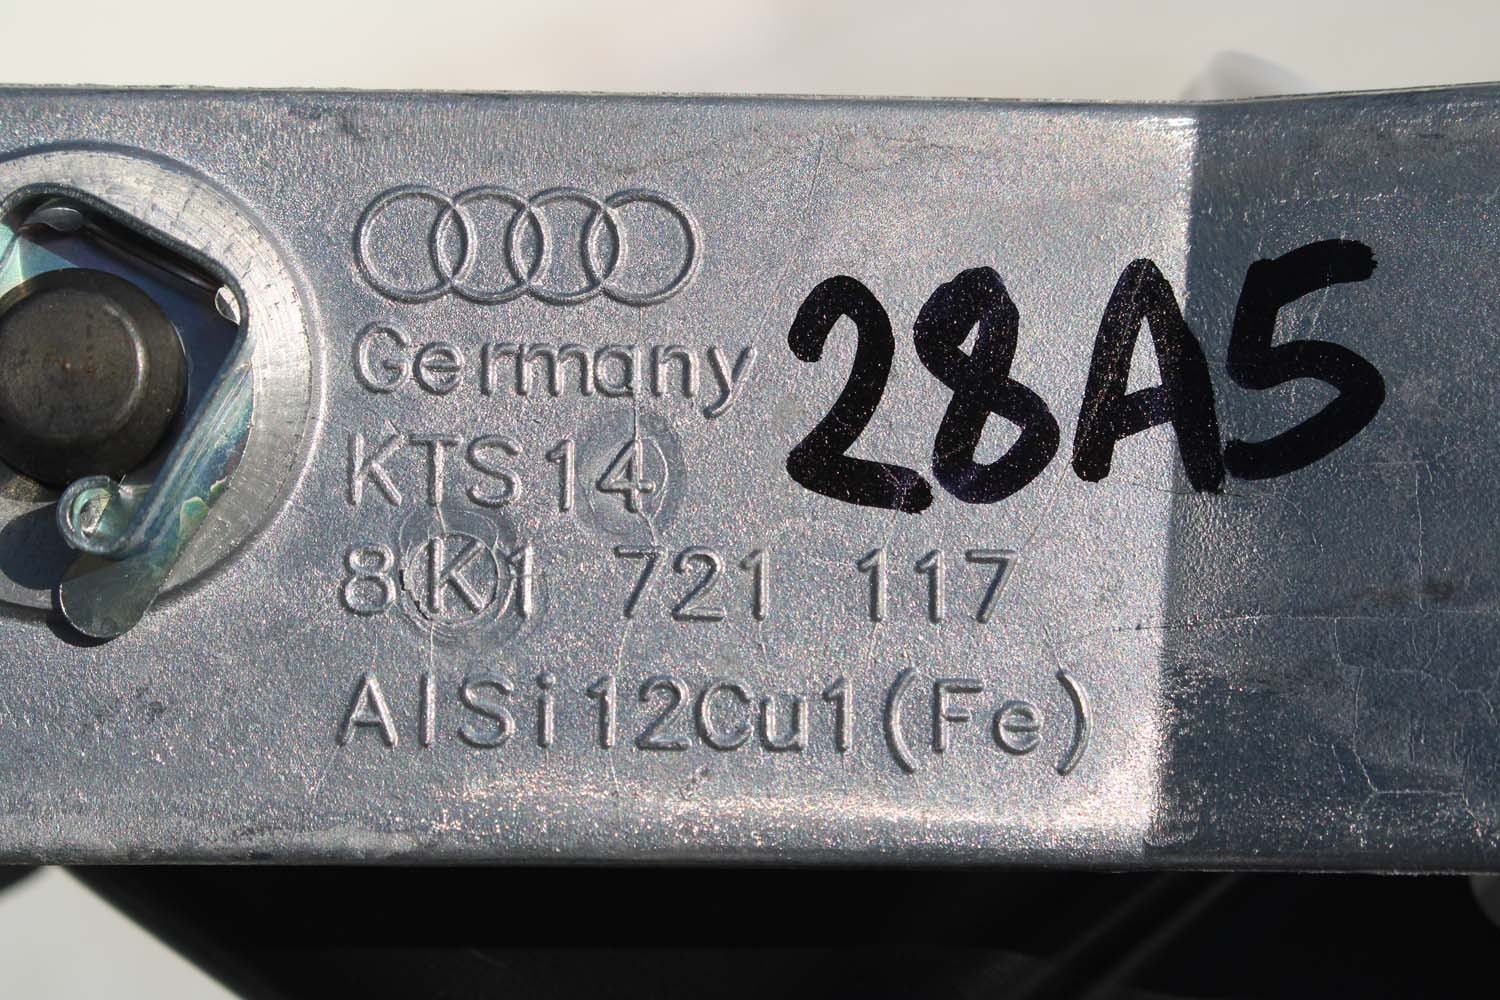 Germany
28A5
KTS14
8K1 721 117
AlSi12Cu1(Fe)